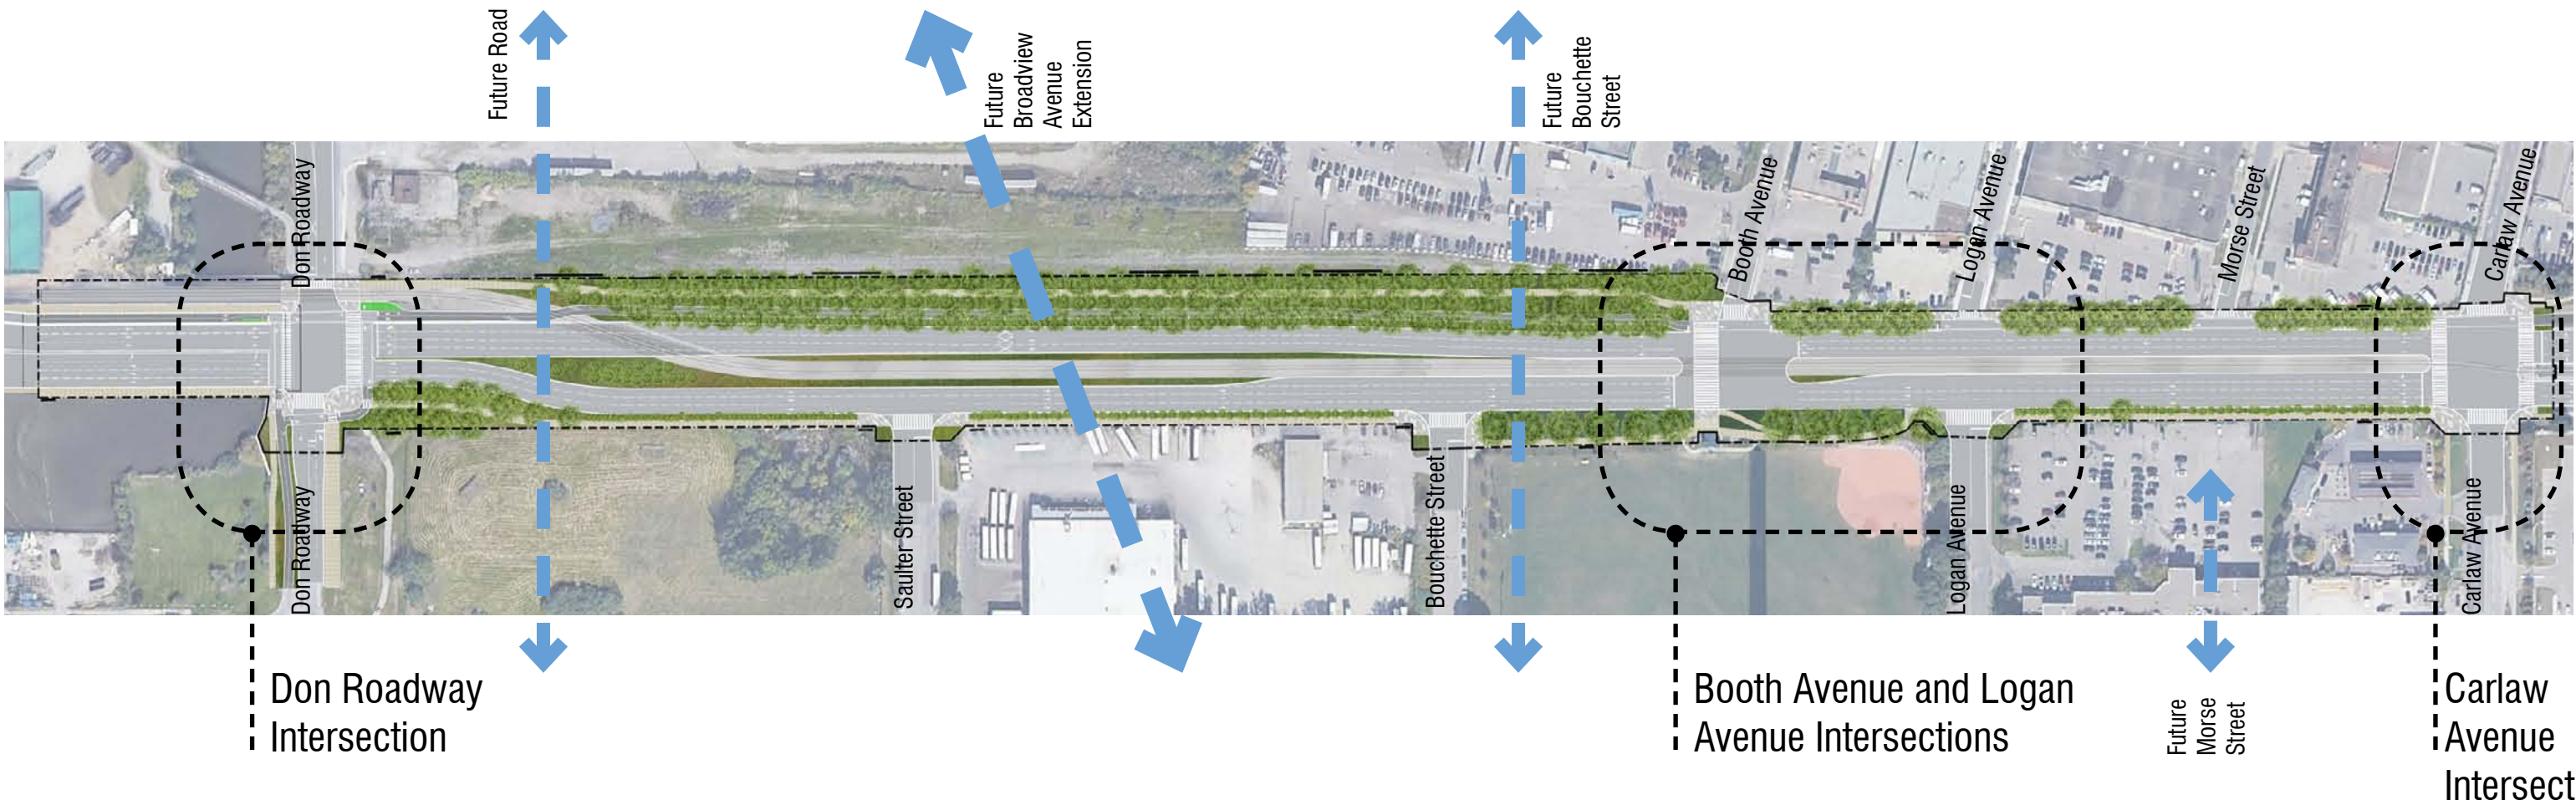 Future Road
Future
Broadview
Avenue
Extension
Future
Bouchette
Street
Don Roadway
Booth Avenue
Logan Avenue
Morse Street
Carlaw Avenue
Don Roadway
Saulter Street
Bouchette Street
Logan Avenue
Carlaw Avenue
Don Roadway
Intersection
Booth Avenue and Logan
Avenue Intersections
Future
Morse
Street
Carlaw
Avenue
Intersect